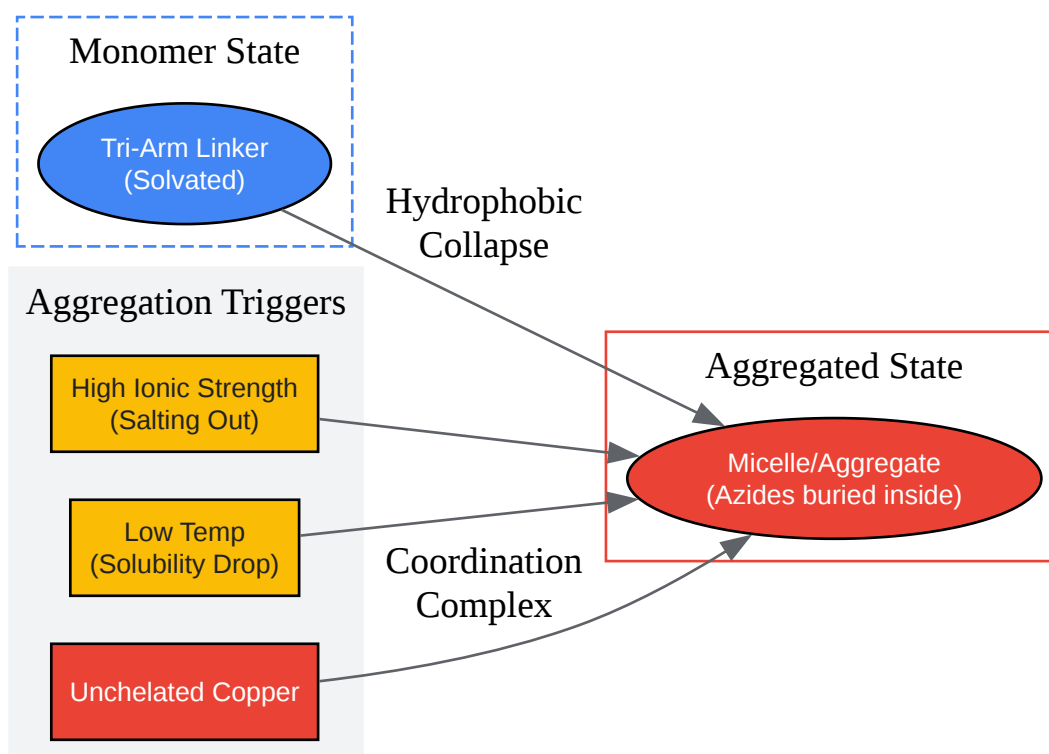 Monomer State
Tri-Arm Linker
(Solvated)
Hydrophobic
Collapse
Aggregation Triggers
High Ionic Strength
(Salting Out)
Low Temp
(Solubility Drop)
Unchelated Copper
Coordination
Complex
Aggregated State
Micelle/Aggregate
(Azides buried inside)